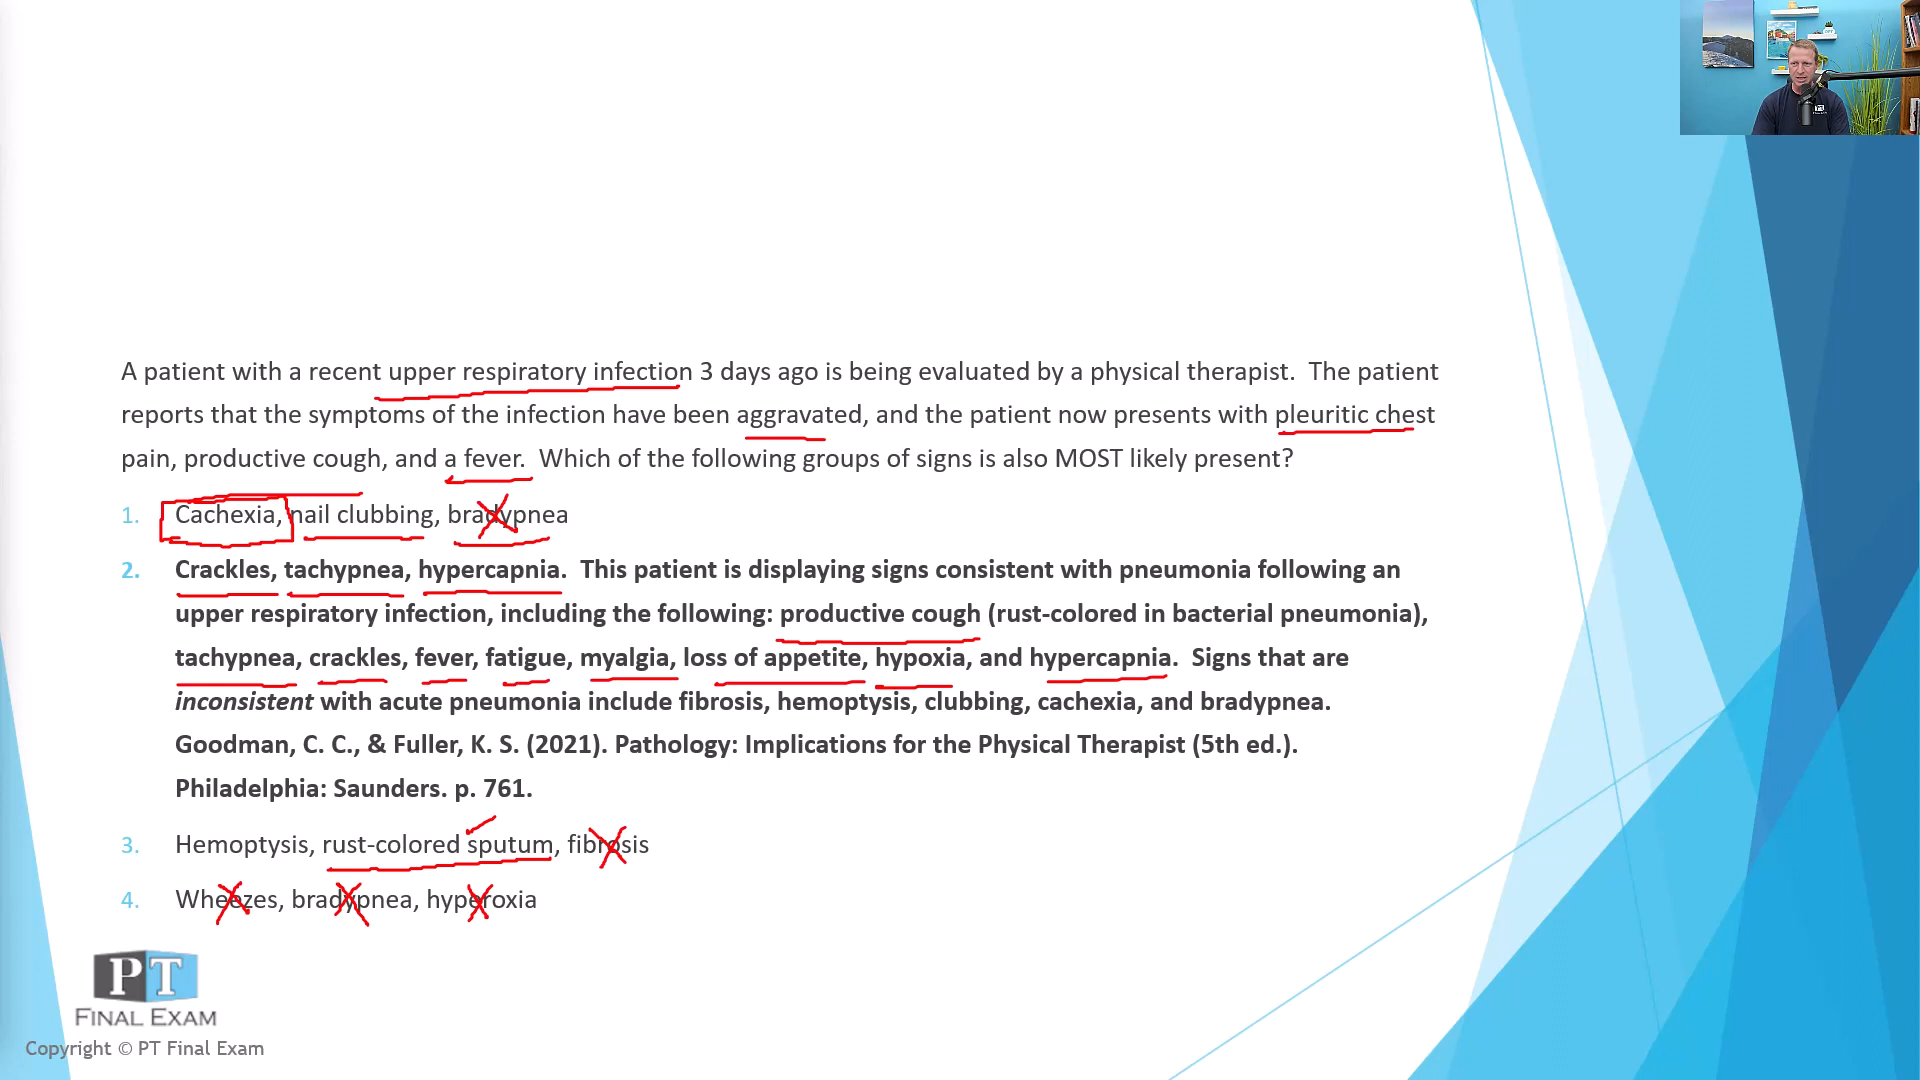 A patient with a recent upper respiratory infection 3 days ago is being evaluated by a physical therapist.  The patient
reports that the symptoms of the infection have been aggravated, and the patient now presents with pleuritic chest
pain, productive cough, and a fever.  Which of the following groups of signs is also MOST likely present?
1. Cachexia, nail clubbing, bradypnea
2. Crackles, tachypnea, hypercapnia.  This patient is displaying signs consistent with pneumonia following an
upper respiratory infection, including the following: productive cough (rust-colored in bacterial pneumonia),
tachypnea, crackles, fever, fatigue, myalgia, loss of appetite, hypoxia, and hypercapnia.  Signs that are
inconsistent with acute pneumonia include fibrosis, hemoptysis, clubbing, cachexia, and bradypnea.
Goodman, C. C., & Fuller, K. S. (2021). Pathology: Implications for the Physical Therapist (5th ed.).
Philadelphia: Saunders. p. 761.
3. Hemoptysis, rust-colored sputum, fibrosis
4. Wheezes, bradypnea, hyperoxia
PT
FINAL EXAM
Copyright © PT Final Exam